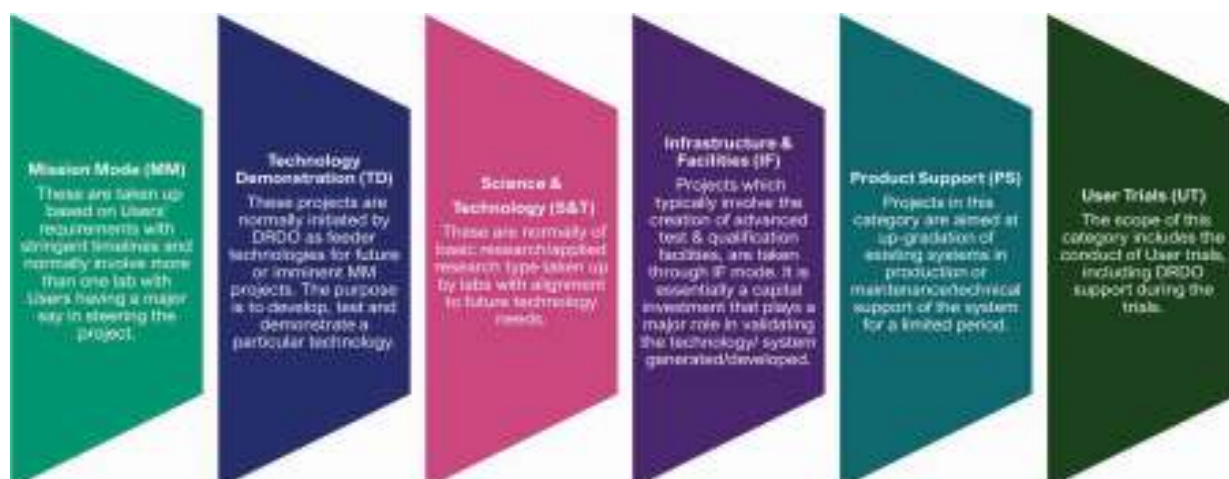 Mission Mode (MM)
These are taken up
based on Users'
requirements with
stringent timelines and
normally involve more
than one lab with
Users having a major
say in steering the
project.
Technology
Demonstration (TD)
These projects are
normally initiated by
DRDO as feeder
technologies for future
or imminent MM
projects. The purpose
is to develop, test and
demonstrate a
particular technology.
Science &
Technology (S&T)
These are normally of
basic research/applied
research type taken up
by labs with alignment
to future technology
needs.
Infrastructure &
Facilities (IF)
Projects which
typically involve the
creation of advanced
test & qualification
facilities, are taken
through IF mode. It is
essentially a capital
investment that plays a
major role in validating
the technology/ system
generated/developed.
Product Support (PS)
Projects in this
category are aimed at
up-gradation of
existing systems in
production or
maintenance/technical
support of the system
for a limited period.
User Trials (UT)
The scope of this
category includes the
conduct of User trials,
including DRDO
support during the
trials.